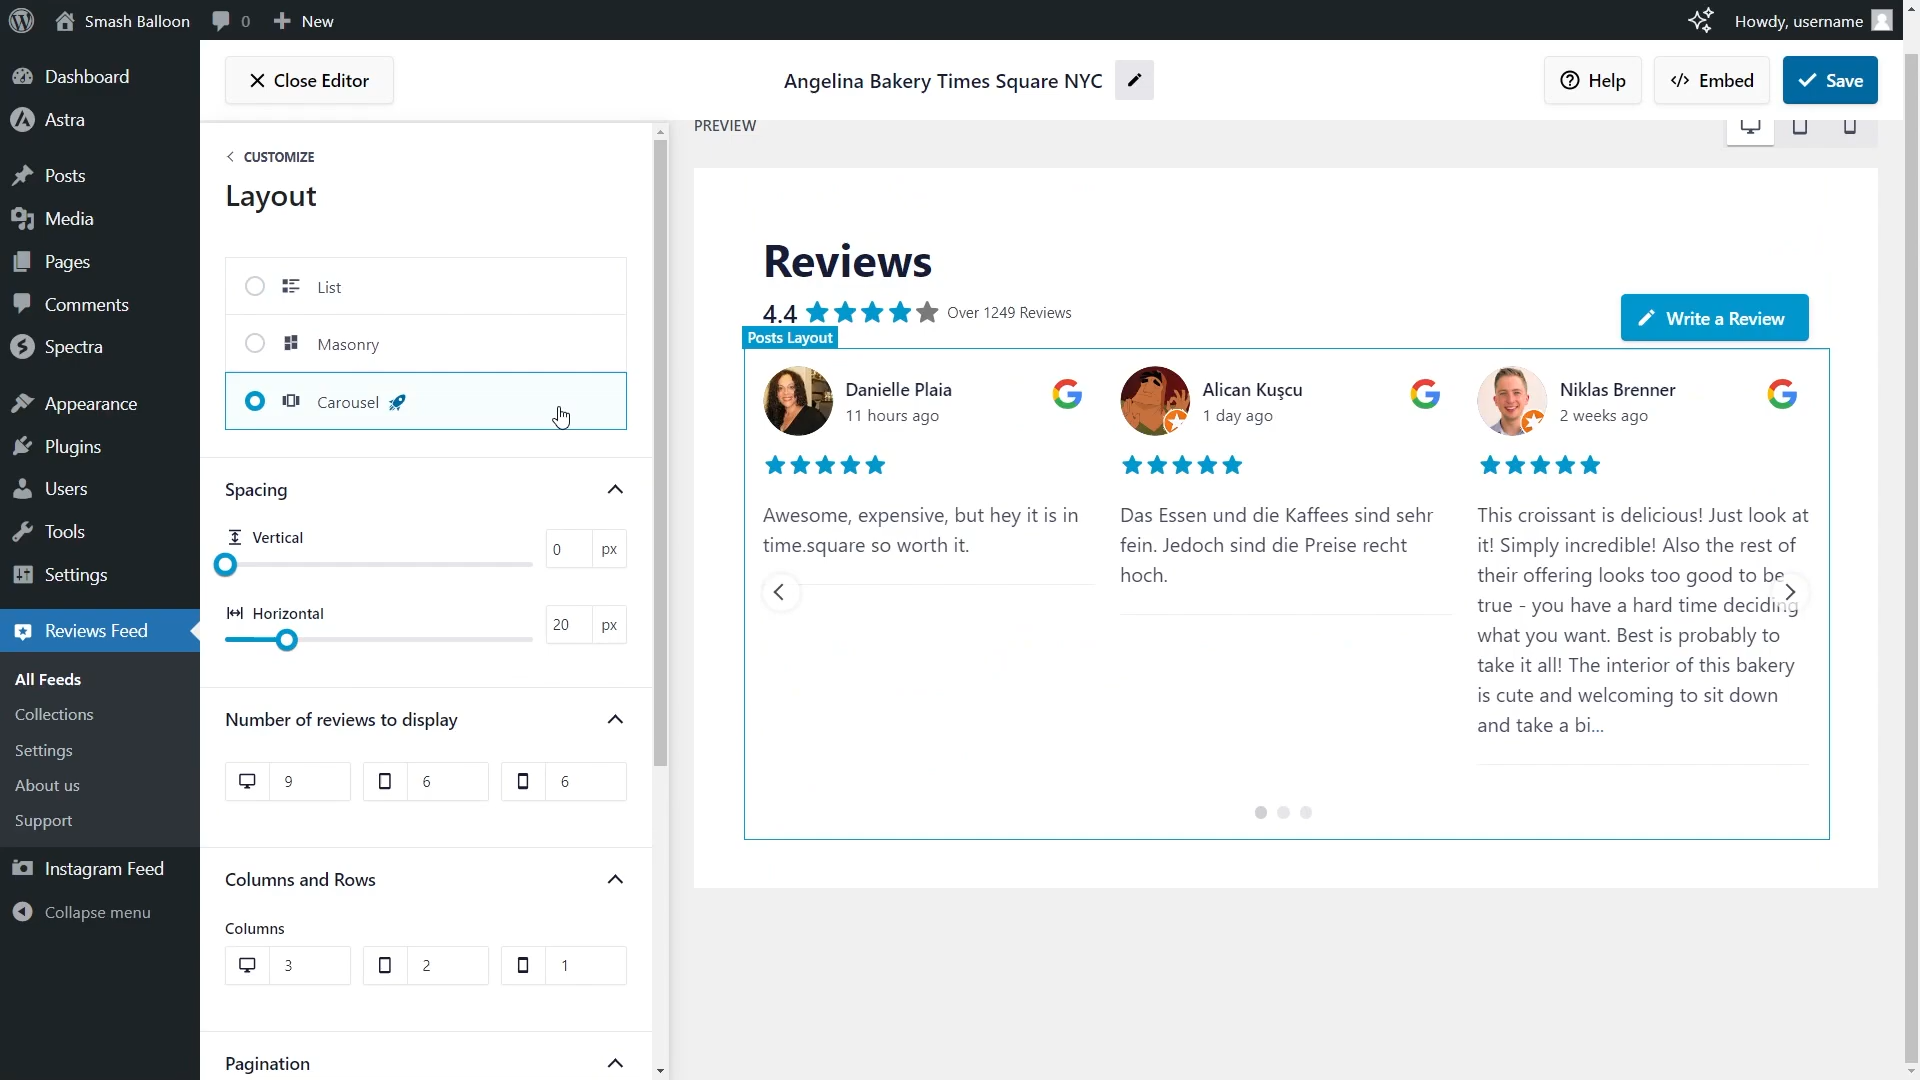 Smash Balloon
0
New
Howdy, username
Dashboard
Astra
Posts
Media
Pages
Comments
Spectra
Appearance
Plugins
Users
Tools
Settings
Reviews Feed
All Feeds
Collections
Settings
About us
Support
Instagram Feed
Collapse menu
Close Editor
Angelina Bakery Times Square NYC
Help
</> Embed
Save
CUSTOMIZE
Layout
List
Masonry
Carousel
Spacing
Vertical
0 px
Horizontal
20 px
Number of reviews to display
9 6 6
Columns and Rows
Columns
3 2 1
Pagination
PREVIEW
Reviews
4.4 Over 1249 Reviews
Write a Review
Posts Layout
Danielle Plaia
11 hours ago
Awesome, expensive, but hey it is in
time.square so worth it.
Alican Kuşcu
1 day ago
Das Essen und die Kaffees sind sehr
fein. Jedoch sind die Preise recht
hoch.
Niklas Brenner
2 weeks ago
This croissant is delicious! Just look at
it! Simply incredible! Also the rest of
their offering looks too good to be
true - you have a hard time deciding
what you want. Best is probably to
take it all! The interior of this bakery
is cute and welcoming to sit down
and take a bi...